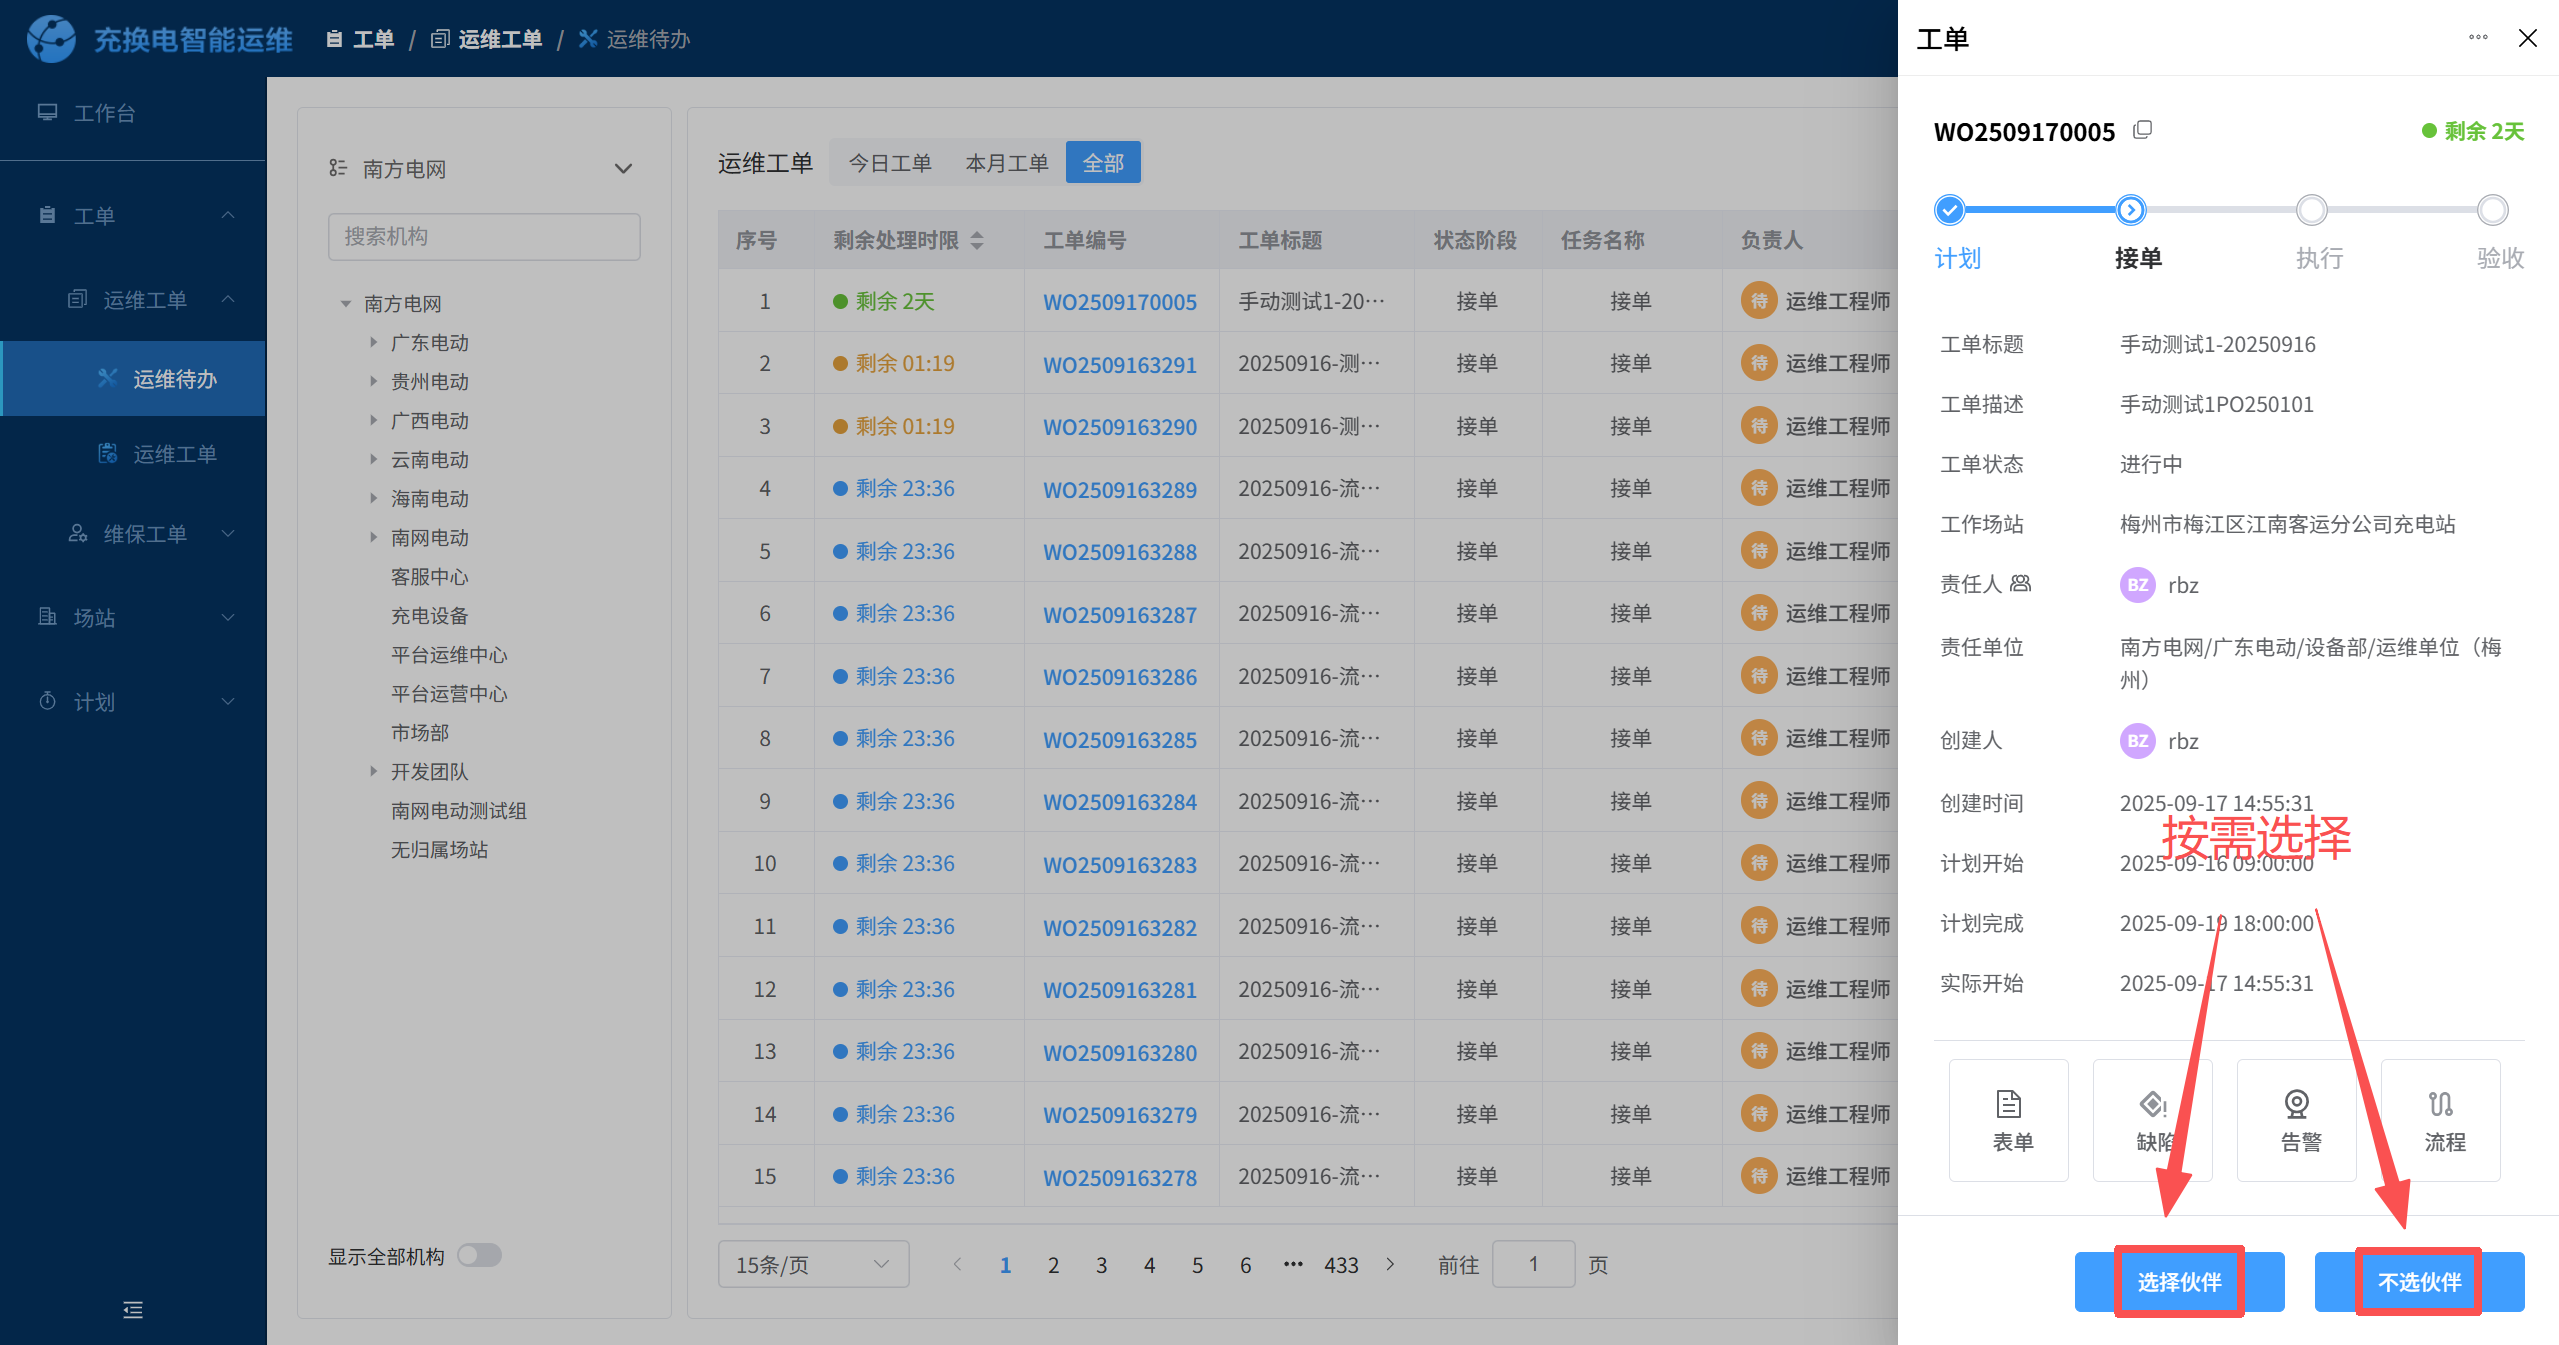 充换电智能运维
工单 / 运维工单 / 运维待办
工作台
工单
运维工单
运维待办
运维工单
维保工单
场站
计划
南方电网
搜索机构
南方电网
广东电动
贵州电动
广西电动
云南电动
海南电动
南网电动
客服中心
充电设备
平台运维中心
平台运营中心
市场部
开发团队
南网电动测试组
无归属场站
显示全部机构
运维工单 今日工单 本月工单 全部
序号 剩余处理时限 工单编号 工单标题 状态阶段 任务名称 负责人
1 剩余 2天 WO2509170005 手动测试1-20··· 接单 接单 待 运维工程师
2 剩余 01:19 WO2509163291 20250916-测··· 接单 接单 待 运维工程师
3 剩余 01:19 WO2509163290 20250916-测··· 接单 接单 待 运维工程师
4 剩余 23:36 WO2509163289 20250916-流··· 接单 接单 待 运维工程师
5 剩余 23:36 WO2509163288 20250916-流··· 接单 接单 待 运维工程师
6 剩余 23:36 WO2509163287 20250916-流··· 接单 接单 待 运维工程师
7 剩余 23:36 WO2509163286 20250916-流··· 接单 接单 待 运维工程师
8 剩余 23:36 WO2509163285 20250916-流··· 接单 接单 待 运维工程师
9 剩余 23:36 WO2509163284 20250916-流··· 接单 接单 待 运维工程师
10 剩余 23:36 WO2509163283 20250916-流··· 接单 接单 待 运维工程师
11 剩余 23:36 WO2509163282 20250916-流··· 接单 接单 待 运维工程师
12 剩余 23:36 WO2509163281 20250916-流··· 接单 接单 待 运维工程师
13 剩余 23:36 WO2509163280 20250916-流··· 接单 接单 待 运维工程师
14 剩余 23:36 WO2509163279 20250916-流··· 接单 接单 待 运维工程师
15 剩余 23:36 WO2509163278 20250916-流··· 接单 接单 待 运维工程师
15条/页 1 2 3 4 5 6 ··· 433 前往 1 页
工单
WO2509170005 剩余 2天
计划 接单 执行 验收
工单标题 手动测试1-20250916
工单描述 手动测试1PO250101
工单状态 进行中
工作场站 梅州市梅江区江南客运分公司充电站
责任人 BZ rbz
责任单位 南方电网/广东电动/设备部/运维单位（梅
州）
创建人 BZ rbz
创建时间 2025-09-17 14:55:31
按需选择
计划开始 2025-09-16 09:00:00
计划完成 2025-09-19 18:00:00
实际开始 2025-09-17 14:55:31
表单 缺陷 告警 流程
选择伙伴 不选伙伴